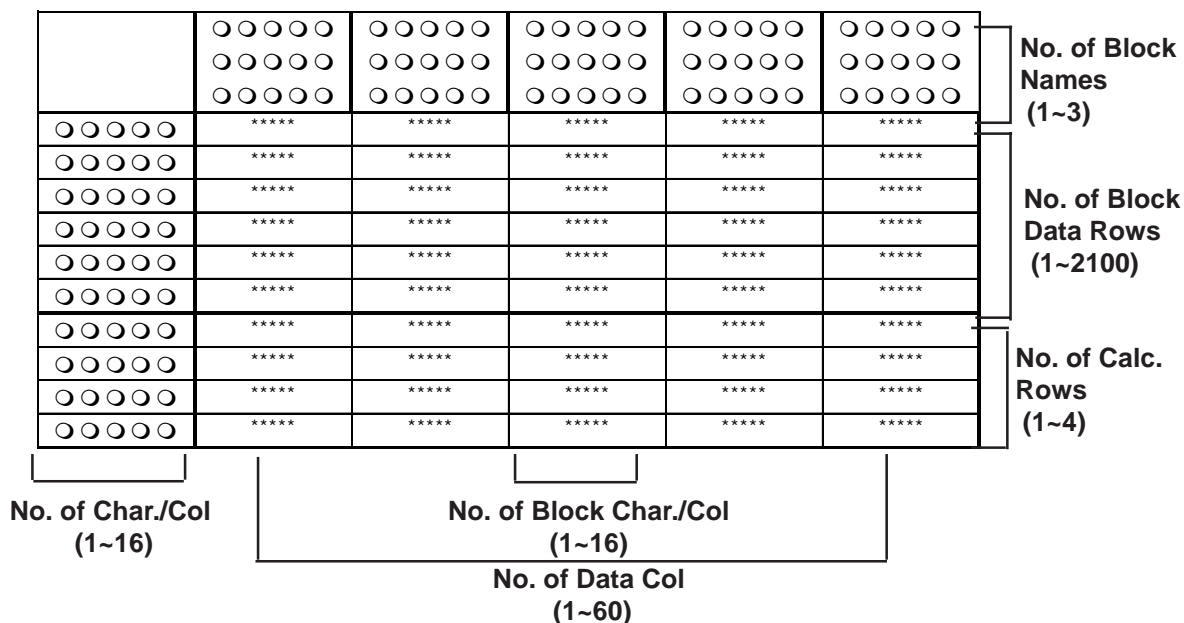 ❍❍❍❍❍ ❍❍❍❍❍ ❍❍❍❍❍ ❍❍❍❍❍ ❍❍❍❍❍
❍❍❍❍❍ ❍❍❍❍❍ ❍❍❍❍❍ ❍❍❍❍❍ ❍❍❍❍❍
❍❍❍❍❍ ❍❍❍❍❍ ❍❍❍❍❍ ❍❍❍❍❍ ❍❍❍❍❍
No. of Block
Names
(1~3)
❍❍❍❍❍ ***** ***** ***** ***** *****
❍❍❍❍❍ ***** ***** ***** ***** *****
❍❍❍❍❍ ***** ***** ***** ***** *****
❍❍❍❍❍ ***** ***** ***** ***** *****
❍❍❍❍❍ ***** ***** ***** ***** *****
❍❍❍❍❍ ***** ***** ***** ***** *****
No. of Block
Data Rows
(1~2100)
❍❍❍❍❍ ***** ***** ***** ***** *****
❍❍❍❍❍ ***** ***** ***** ***** *****
❍❍❍❍❍ ***** ***** ***** ***** *****
❍❍❍❍❍ ***** ***** ***** ***** *****
No. of Calc.
Rows
(1~4)
No. of Char./Col
(1~16)
No. of Block Char./Col
(1~16)
No. of Data Col
(1~60)